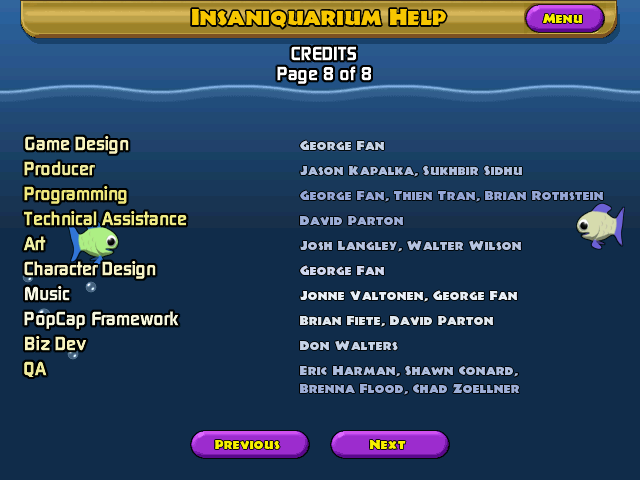 Insaniquarium Help
Menu
CREDITS
Page 8 of 8
Game Design George Fan
Producer Jason Kapalka, Sukhbir Sidhu
Programming George Fan, Thien Tran, Brian Rothstein
Technical Assistance David Parton
Art Josh Langley, Walter Wilson
Character Design George Fan
Music Jonne Valtonen, George Fan
PopCap Framework Brian Fiete, David Parton
Biz Dev Don Walters
QA Eric Harman, Shawn Conard,
Brenna Flood, Chad Zoellner
Previous Next